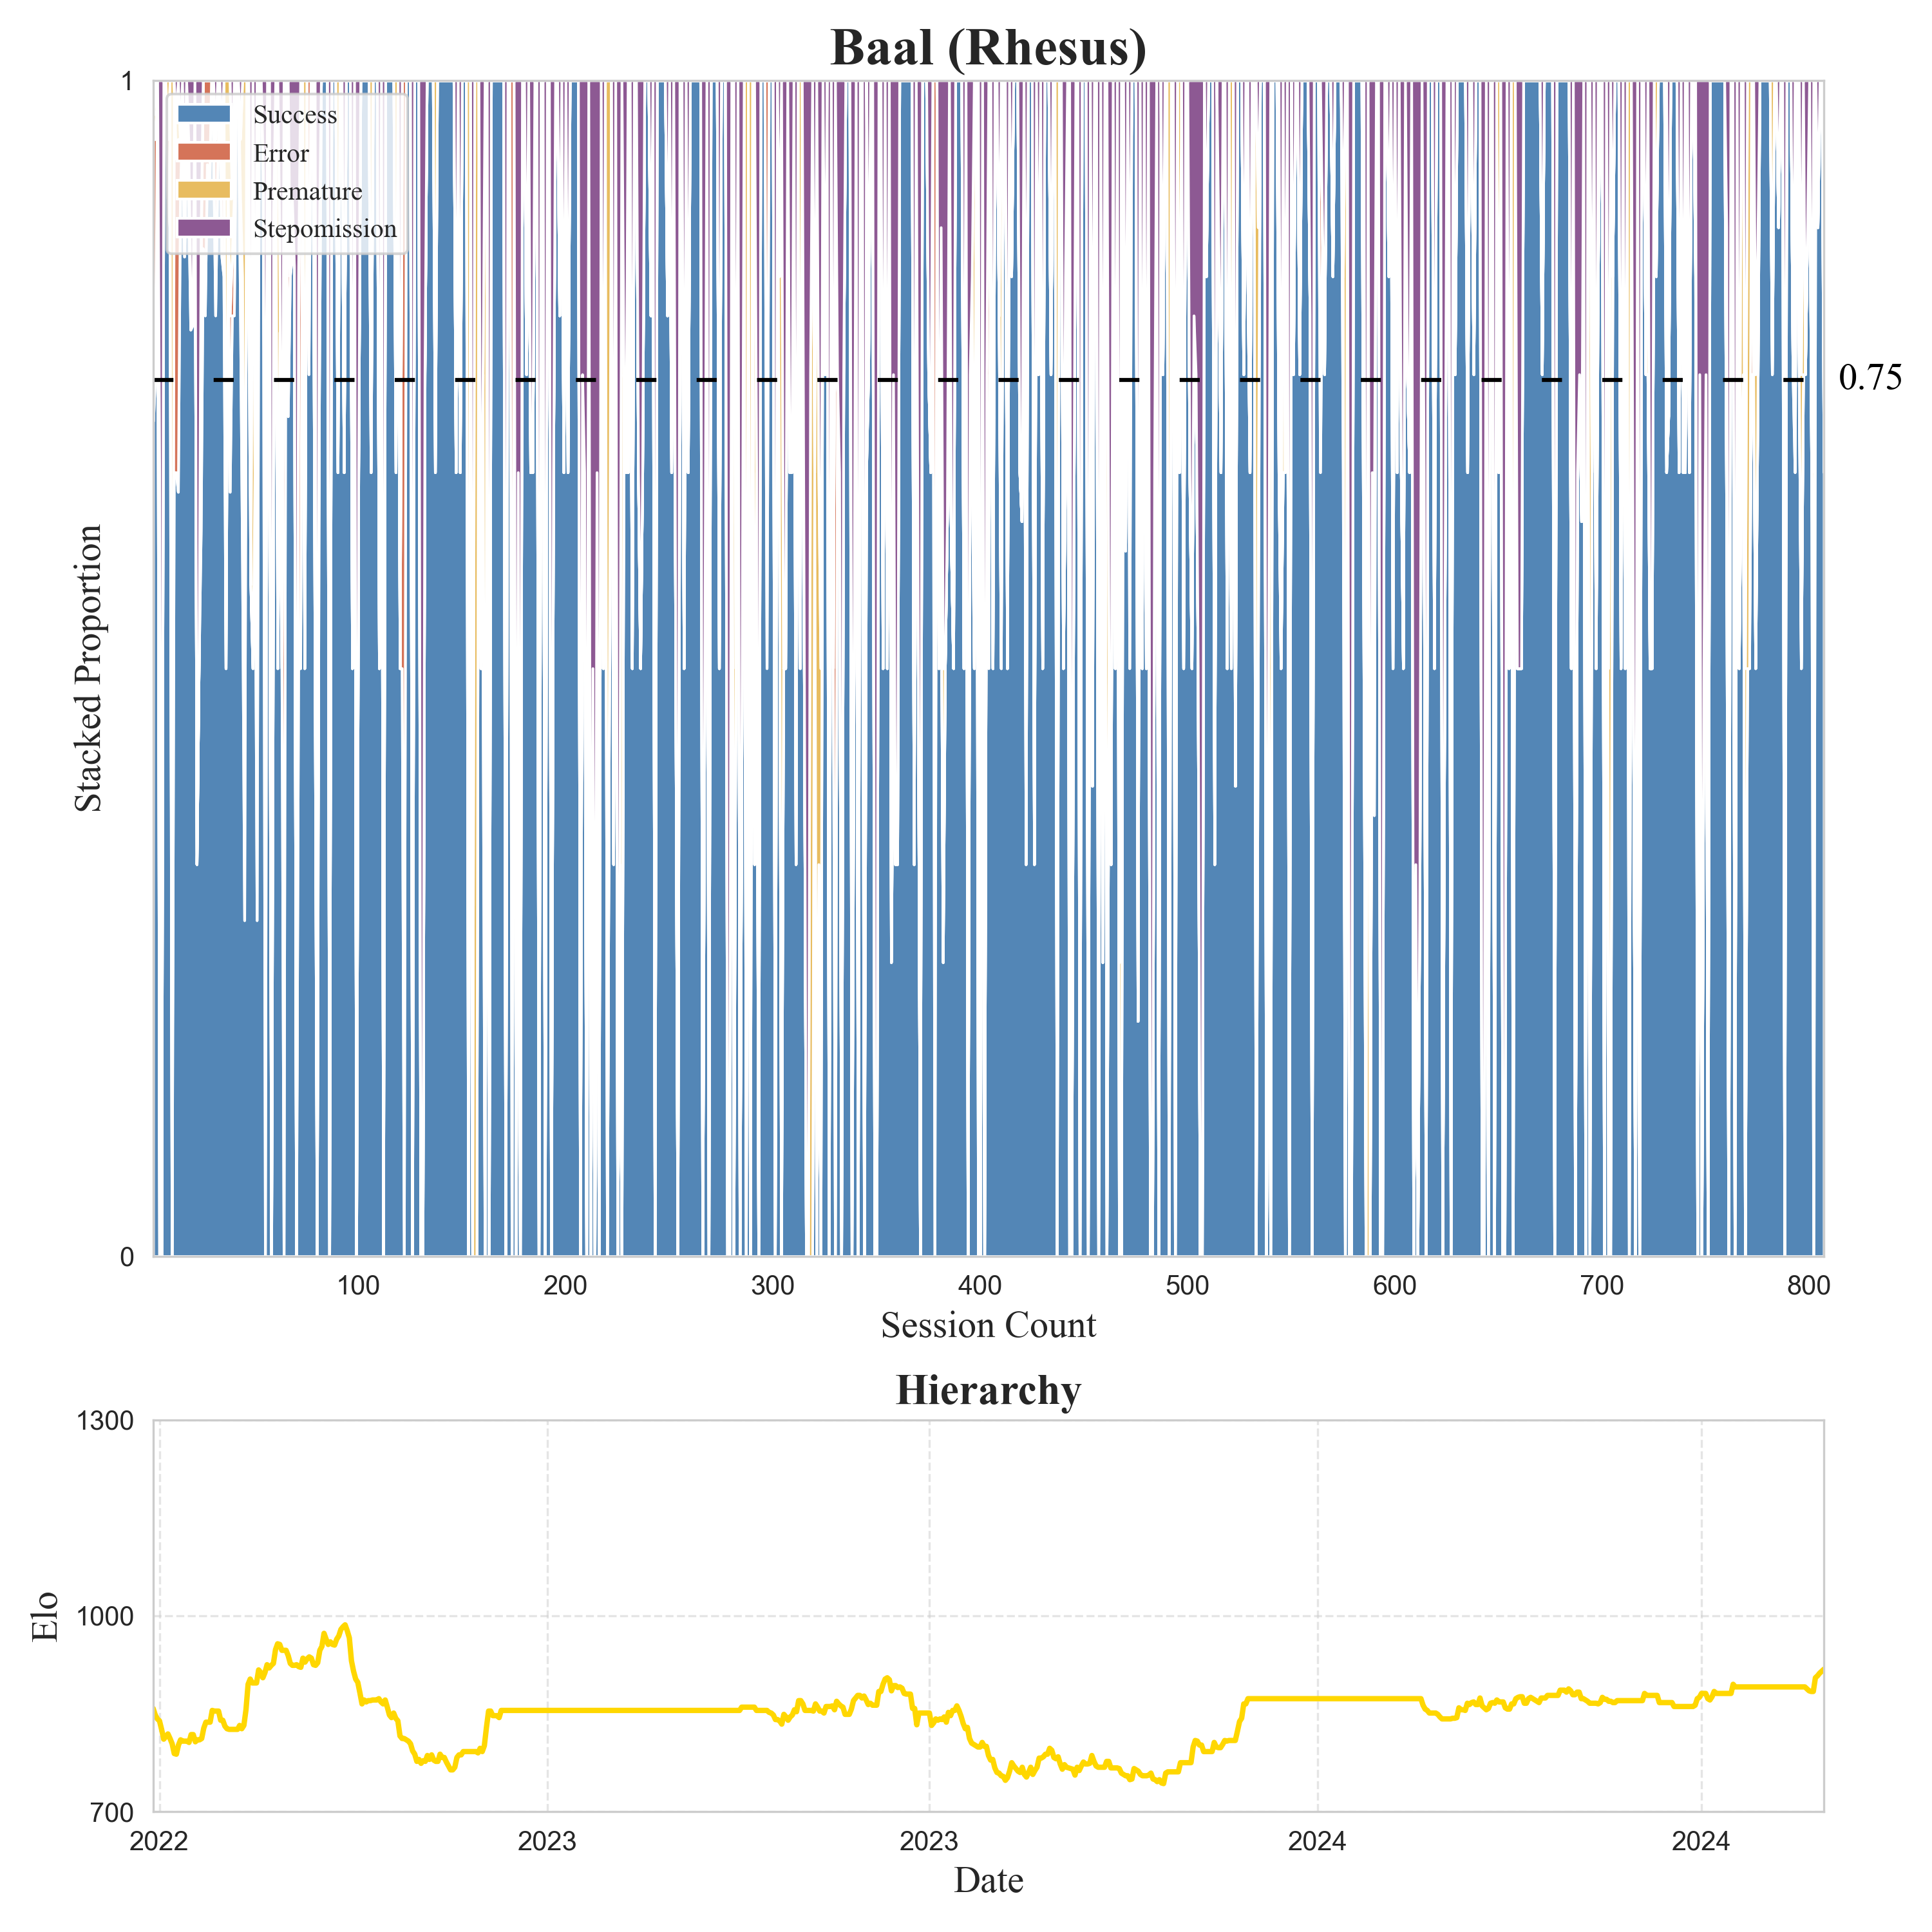 Baal (Rhesus)
1
Success
Error
Premature
Stepomission
0.75
Stacked Proportion
0
100 200 300 400 500 600 700 800
Session Count
Hierarchy
1300
1000
700
Elo
2022 2023 2023 2024 2024
Date